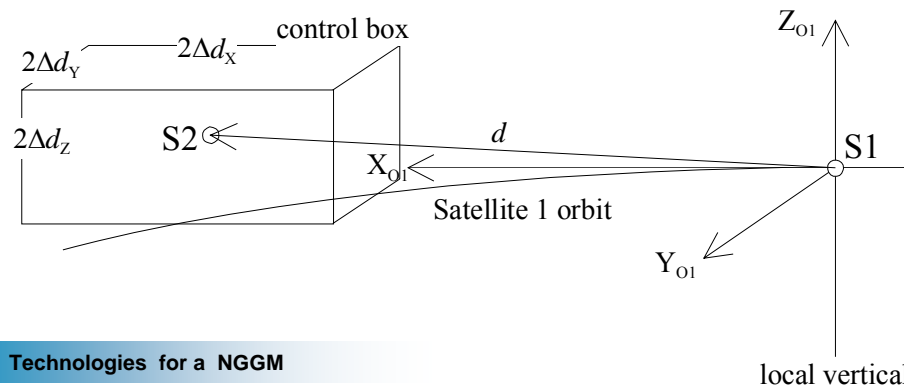 Z_O1
control box
2Δd_X
2Δd_Y
2Δd_Z
S2
d
S1
X_O1
Satellite 1 orbit
Y_O1
Technologies for a NGGM
local vertical